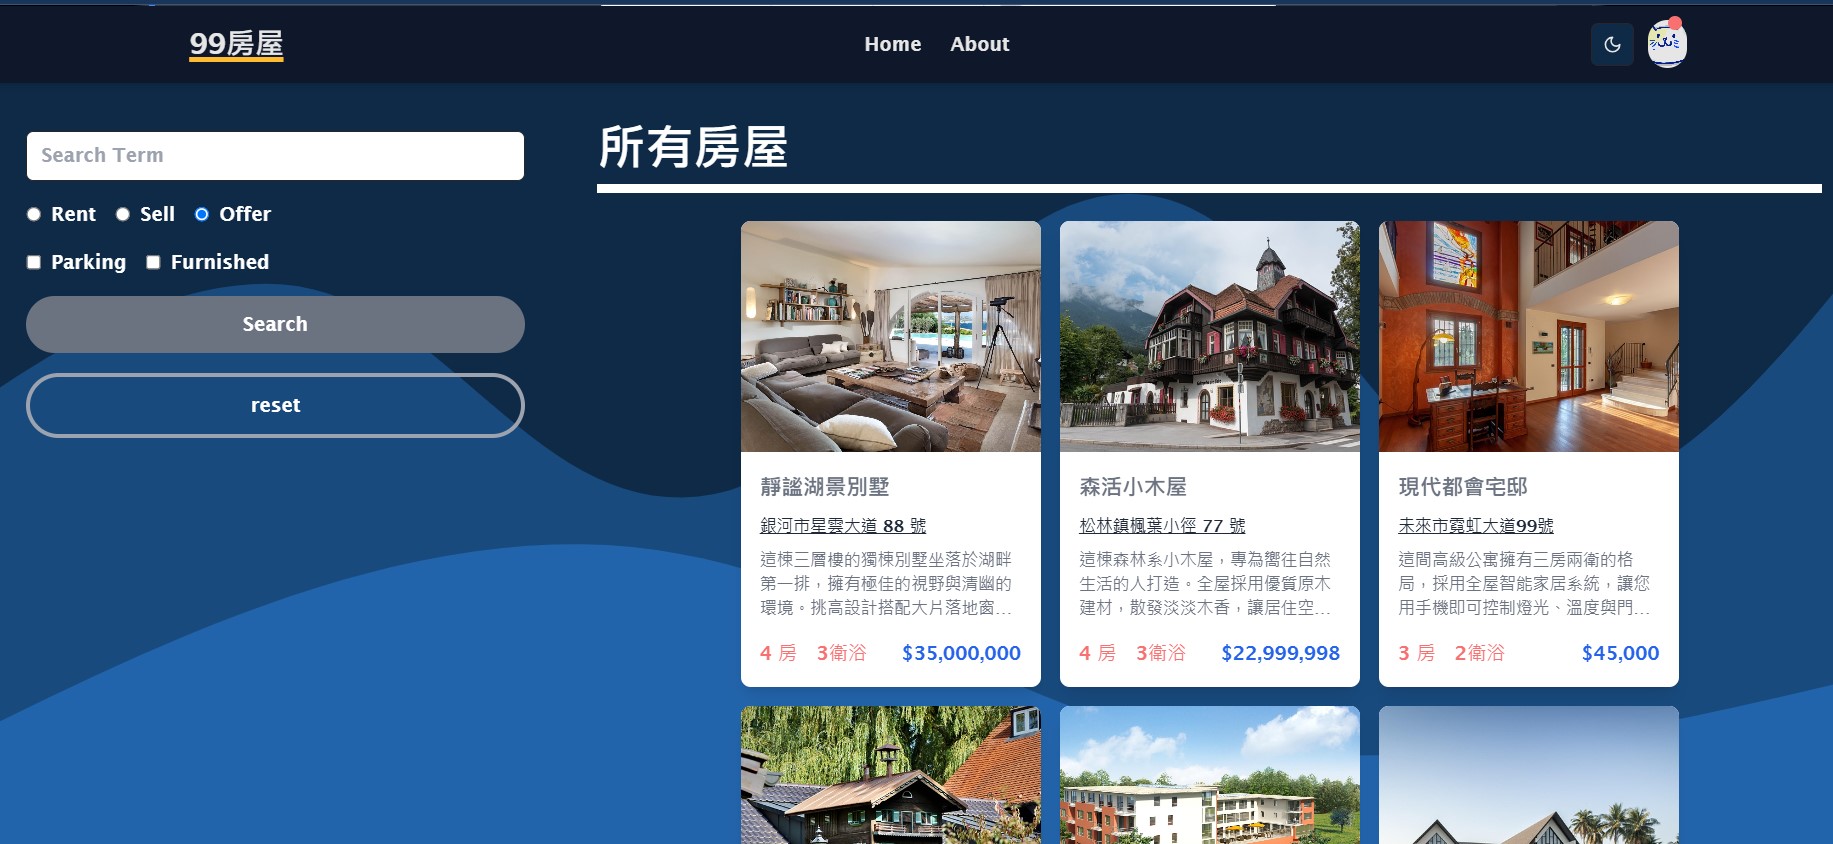 99房屋
Home
About
Search Term
Rent
Sell
Offer
Parking
Furnished
Search
reset
所有房屋
靜謐湖景別墅
銀河市星雲大道 88 號
這棟三層樓的獨棟別墅坐落於湖畔
第一排，擁有極佳的視野與清幽的
環境。挑高設計搭配大片落地窗…
4 房 3衛浴 $35,000,000
森活小木屋
松林鎮楓葉小徑 77 號
這棟森林系小木屋，專為嚮往自然
生活的人打造。全屋採用優質原木
建材，散發淡淡木香，讓居住空…
4 房 3衛浴 $22,999,998
現代都會宅邸
未來市霓虹大道99號
這間高級公寓擁有三房兩衛的格
局，採用全屋智能家居系統，讓您
用手機即可控制燈光、溫度與門…
3 房 2衛浴 $45,000